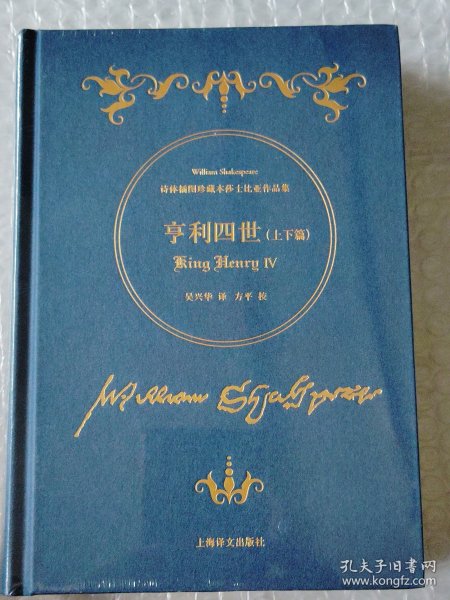 William Shakespeare
诗体插图珍藏本莎士比亚作品集
亨利四世(上下篇)
King Henry IV
吴兴华 译 方平 校
William Shakspeare
上海译文出版社
孔夫子旧书网
www.kongfz.com